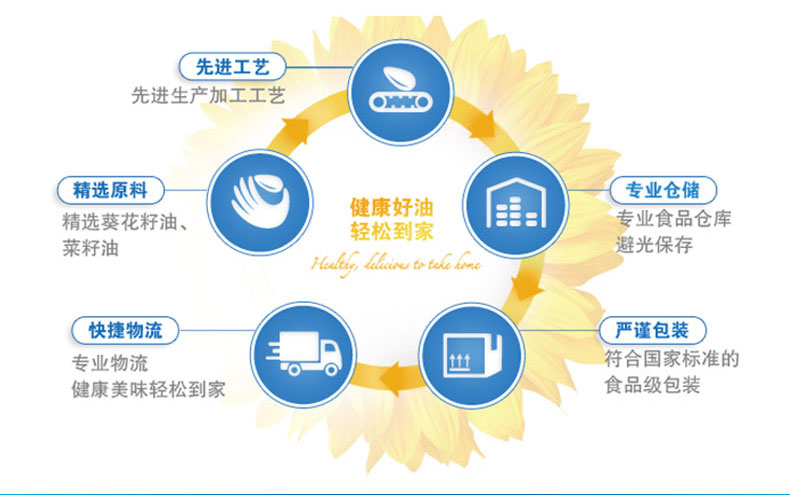 先进工艺
先进生产加工工艺
精选原料
精选葵花籽油、
菜籽油
健康好油
轻松到家
Healthy, delicious to take home
专业仓储
专业食品仓库
避光保存
快捷物流
专业物流
健康美味轻松到家
严谨包装
符合国家标准的
食品级包装